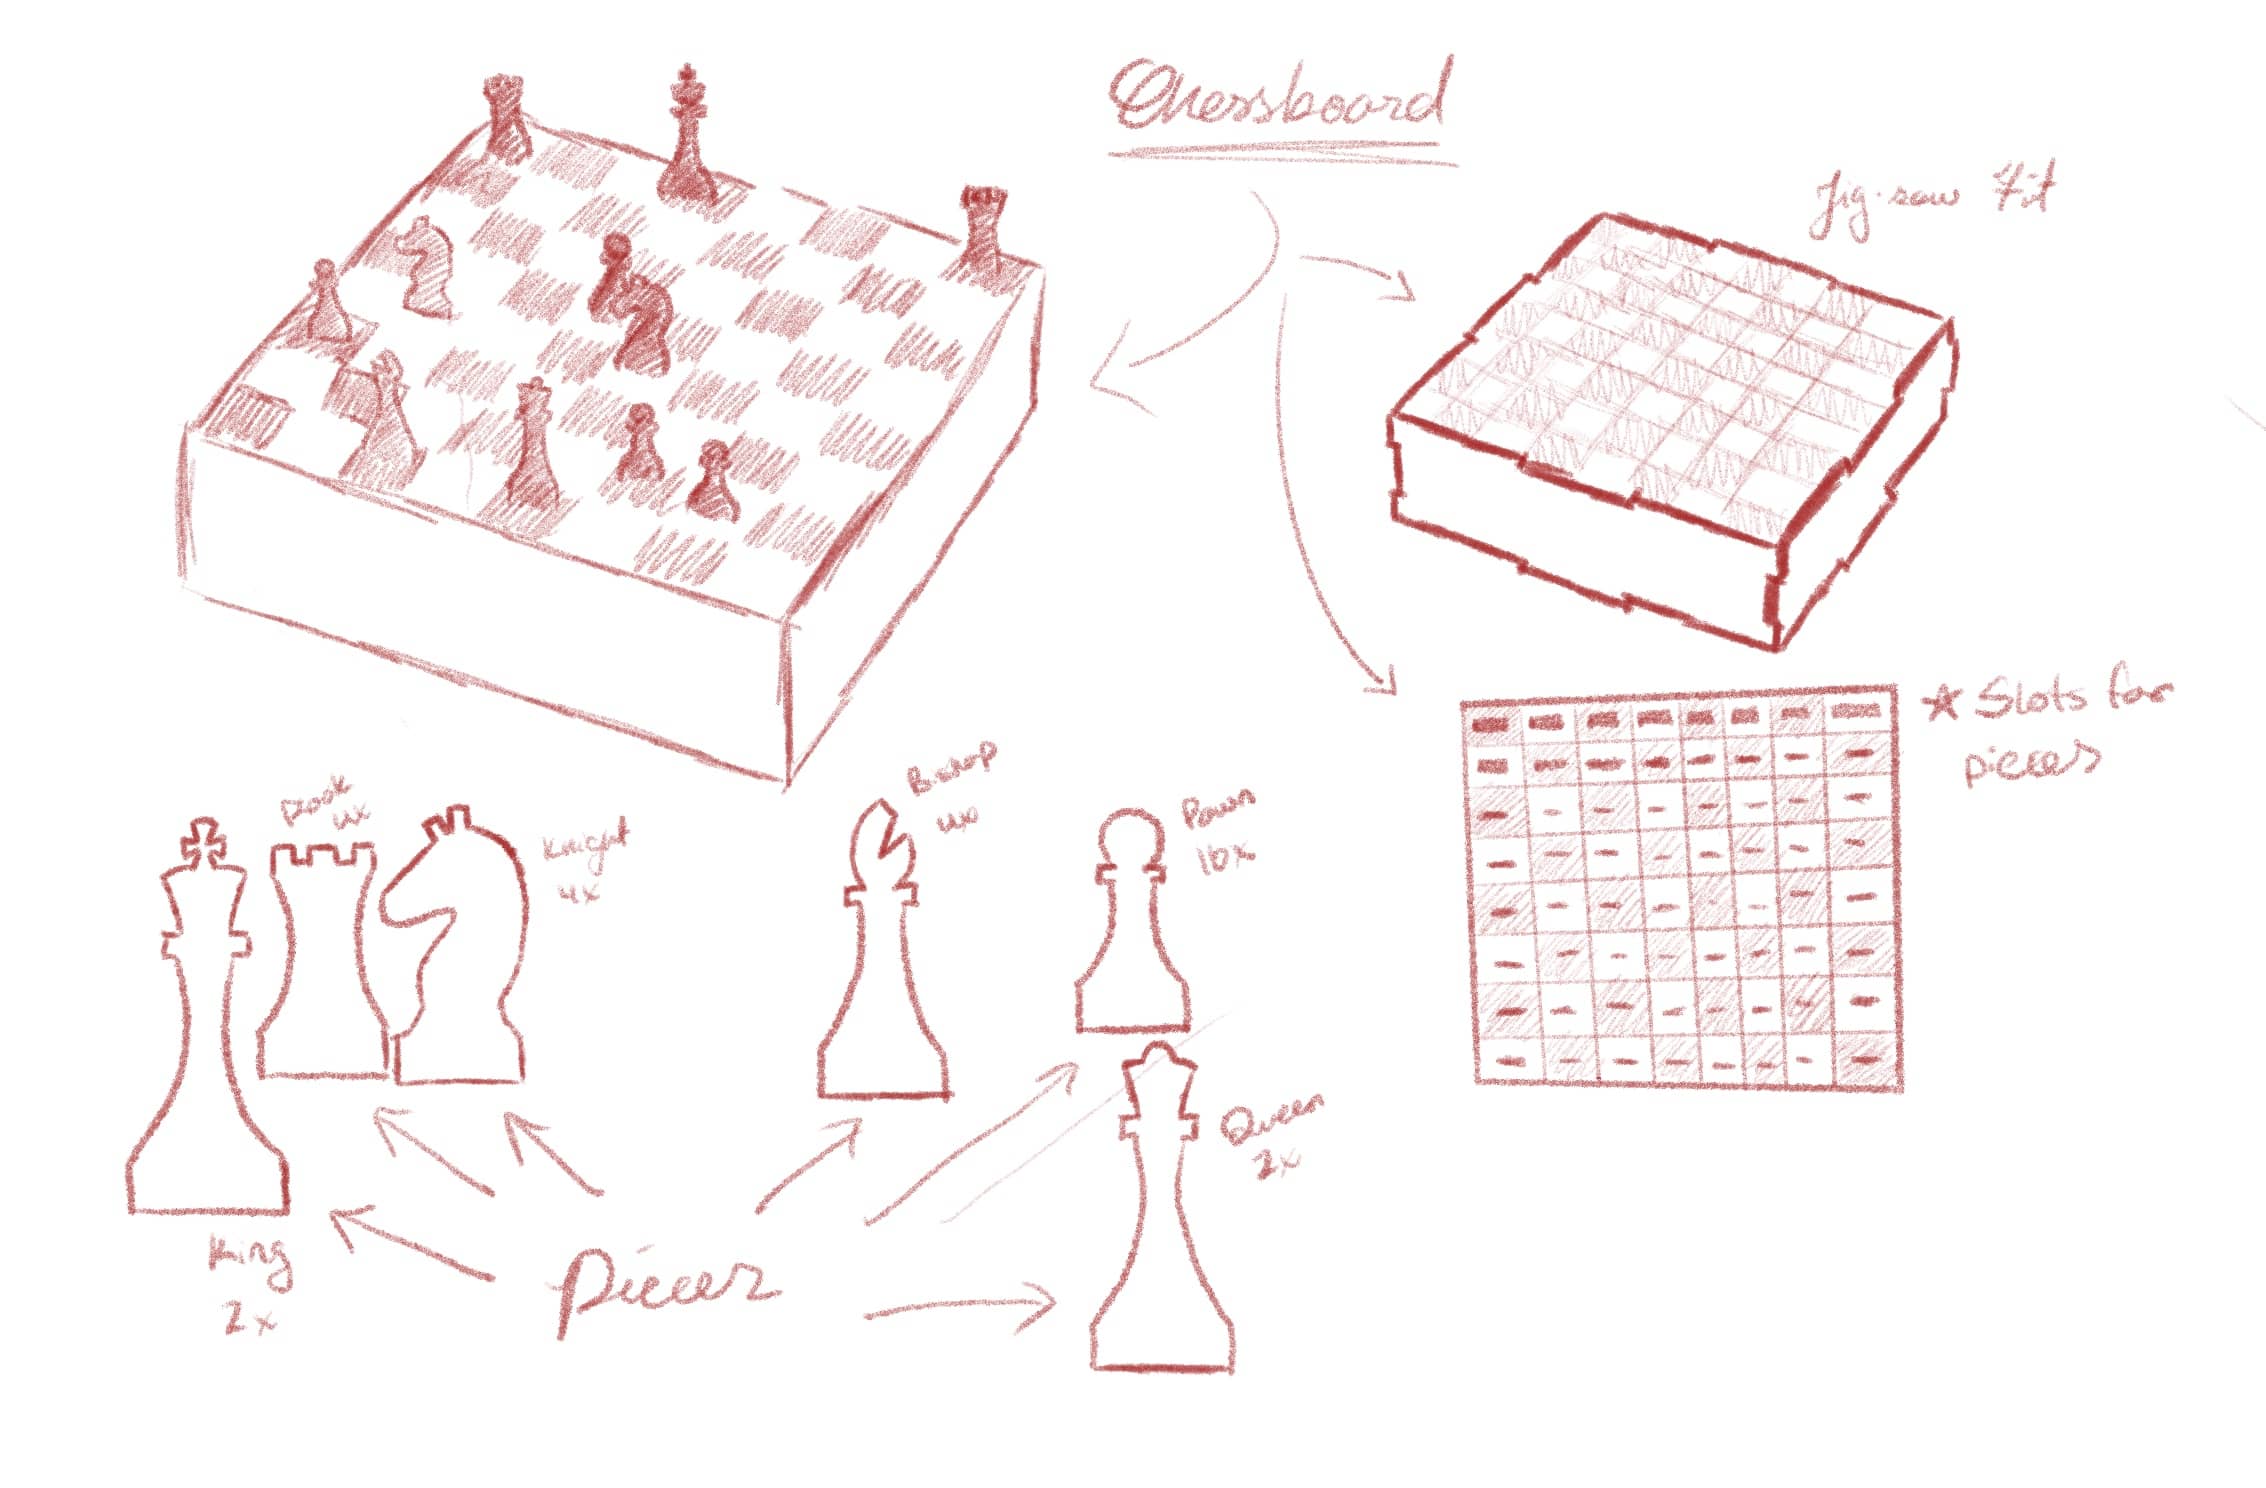 Chessboard
Jig-saw Fit
☆ Slots for
pieces
Rook
4x
Knight
4x
Bishop
4x
Pawn
16x
Queen
2x
King
2x
Pieces